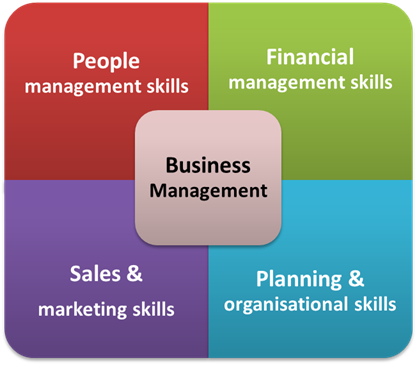 People
management skills
Financial
management skills
Business
Management
Sales &
marketing skills
Planning &
organisational skills